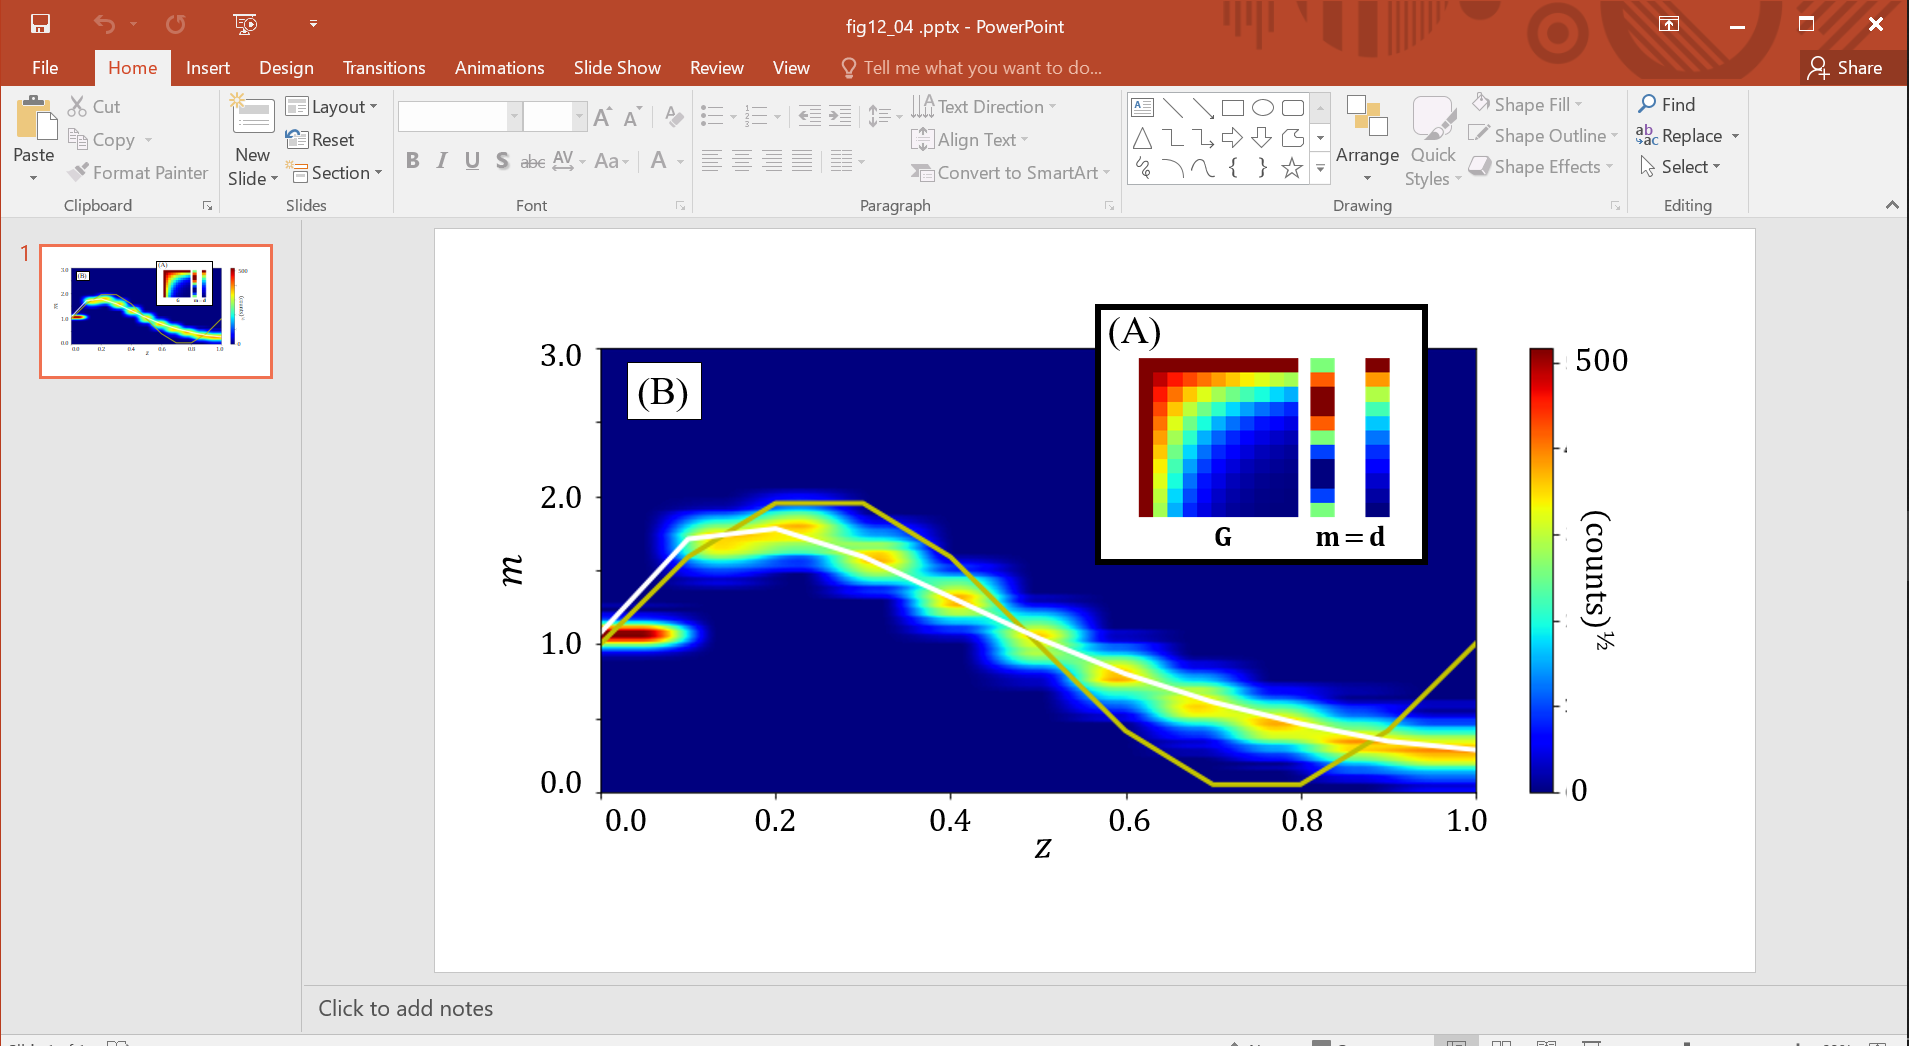 fig12_04 .pptx - PowerPoint
File Home Insert Design Transitions Animations Slide Show Review View Tell me what you want to do... Share
Paste
Cut
Copy
Format Painter
Clipboard
New Slide
Layout
Reset
Section
Slides
B I U S abc AV Aa A
Font
Text Direction
Align Text
Convert to SmartArt
Paragraph
Arrange
Quick Styles
Shape Fill
Shape Outline
Shape Effects
Drawing
Find
Replace
Select
Editing
1
(A)
G m = d
(B)
3.0
2.0
1.0
0.0
m
0.0 0.2 0.4 0.6 0.8 1.0
z
500
(counts)½
0
Click to add notes